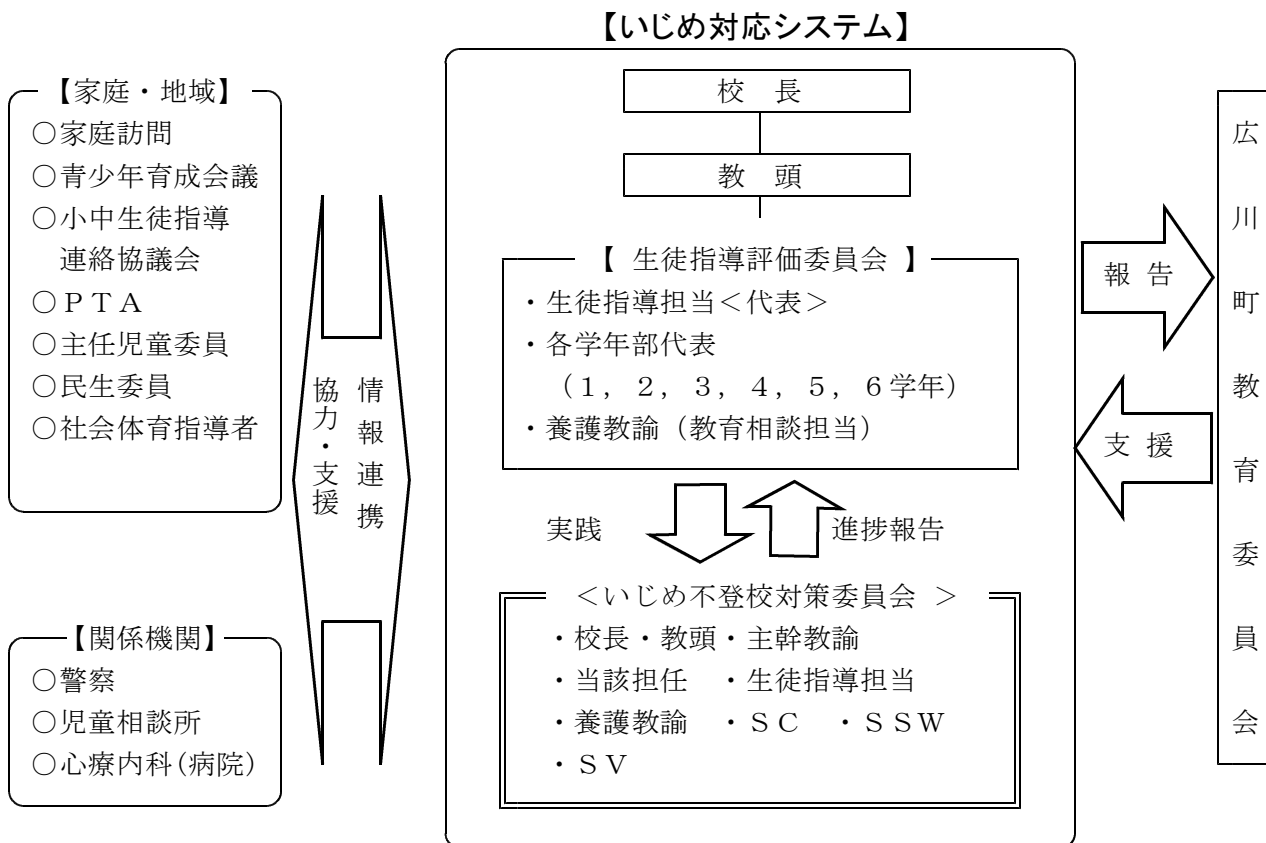 【いじめ対応システム】
【家庭・地域】
○家庭訪問
○青少年育成会議
○小中生徒指導
連絡協議会
○ＰＴＡ
○主任児童委員
○民生委員
○社会体育指導者
【関係機関】
○警察
○児童相談所
○心療内科(病院)
情報連携
協力・支援
校 長
教 頭
【 生徒指導評価委員会 】
・生徒指導担当＜代表＞
・各学年部代表
（１，２，３，４，５，６学年）
・養護教諭（教育相談担当）
実践
進捗報告
＜いじめ不登校対策委員会 ＞
・校長・教頭・主幹教諭
・当該担任 ・生徒指導担当
・養護教諭 ・ＳＣ ・ＳＳＷ
・ＳＶ
報 告
支 援
広川町教育委員会